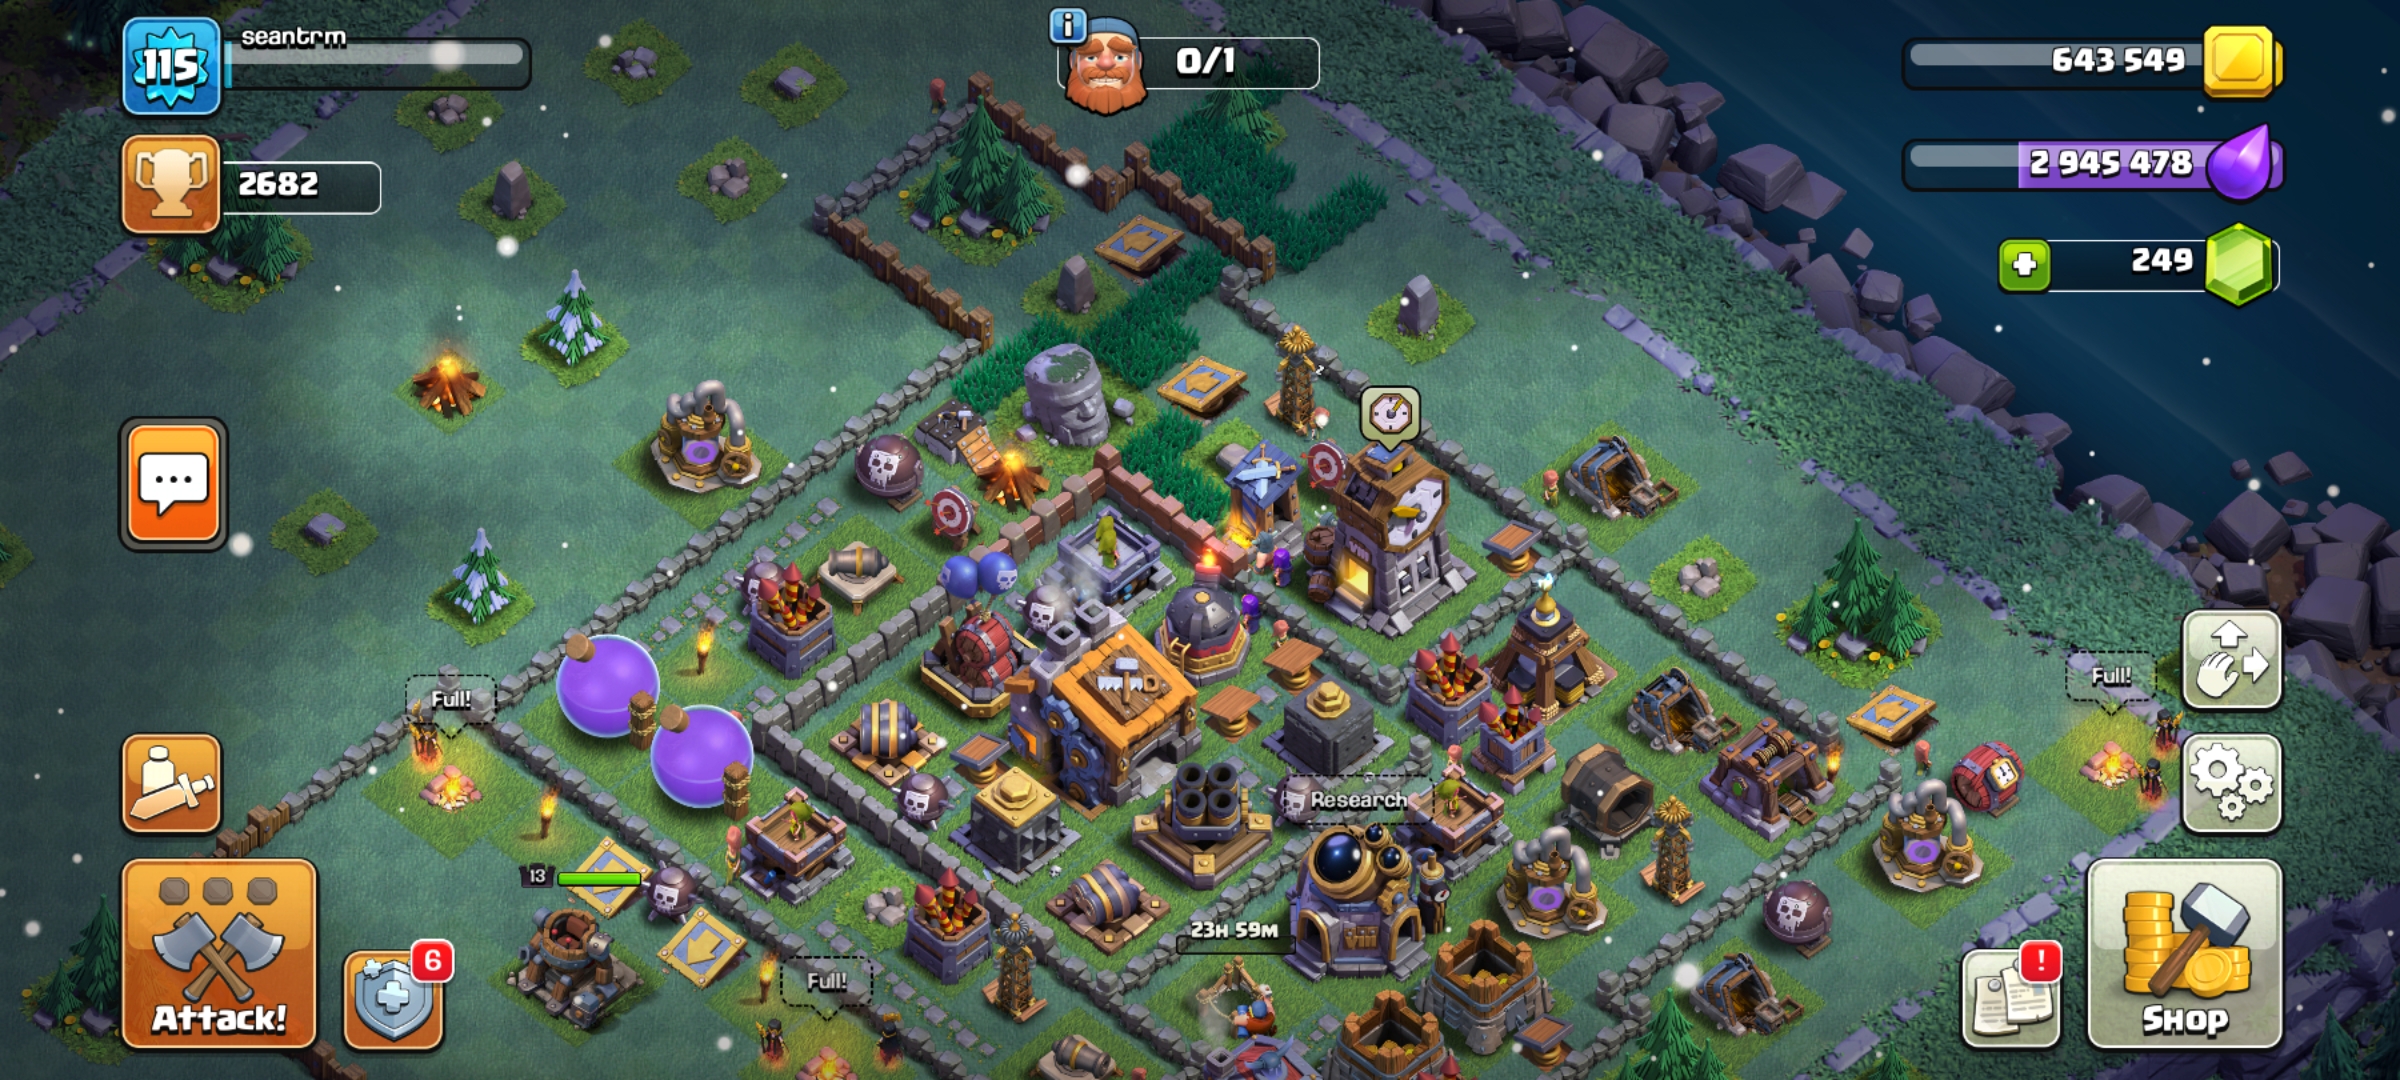 115
seantrm
i
0/1
643 549
2682
2 945 478
249
Full!
Full!
Research
13
23H 59M
6
Full!
!
Attack!
Shop